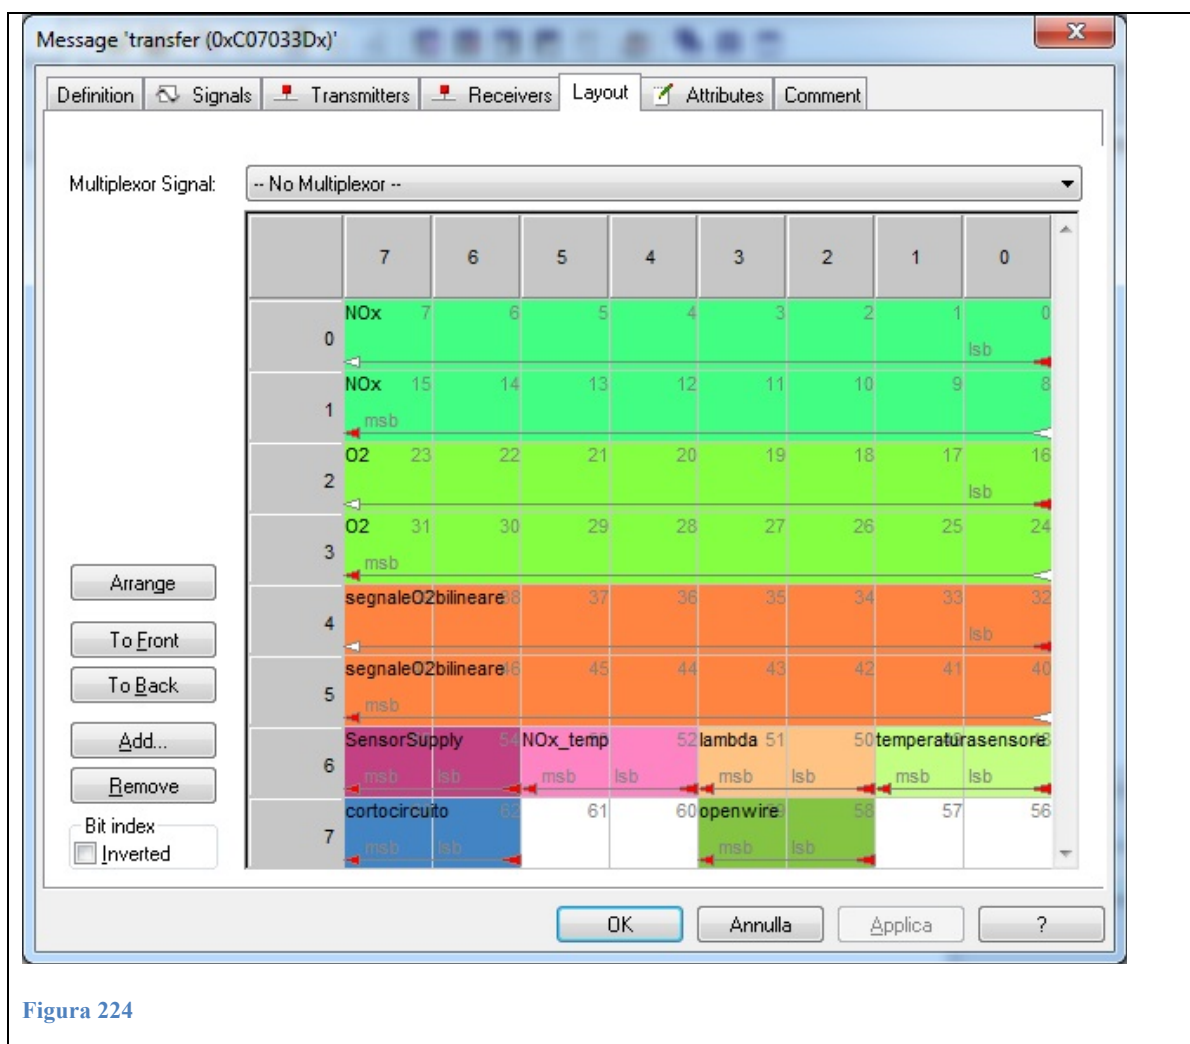 Message 'transfer (0xC07033Dx)'
Definition Signals Transmitters Receivers Layout Attributes Comment
Multiplexor Signal: -- No Multiplexor --
7 6 5 4 3 2 1 0
0 NOx 7 6 5 4 3 2 1 0
lsb
1 NOx 15 14 13 12 11 10 9 8
msb
2 O2 23 22 21 20 19 18 17 16
lsb
3 O2 31 30 29 28 27 26 25 24
msb
Arrange
4 segnaleO2bilineare 38 37 36 35 34 33 32
lsb
To Front
5 segnaleO2bilineare 46 45 44 43 42 41 40
msb
To Back
Add...
6 SensorSupply 54 NOx_temp 52 lambda 51 50 temperaturasensore 48
msb lsb msb lsb msb lsb msb lsb
Remove
7 cortocircuito 62 61 60 openwire 59 58 57 56
msb lsb msb lsb
Bit index
Inverted
OK Annulla Applica ?
Figura 224